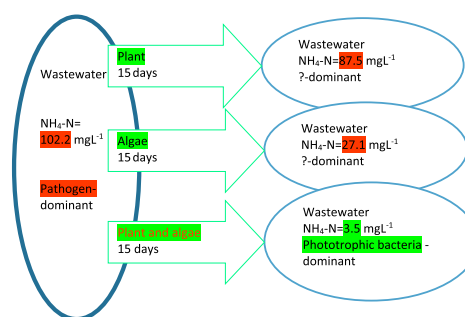 Wastewater
NH₄-N=
102.2 mgL⁻¹
Pathogen-
dominant
Plant
15 days
Algae
15 days
Plant and algae
15 days
Wastewater
NH₄-N=87.5 mgL⁻¹
?-dominant
Wastewater
NH₄-N=27.1 mgL⁻¹
?-dominant
Wastewater
NH₄-N=3.5 mgL⁻¹
Phototrophic bacteria -
dominant